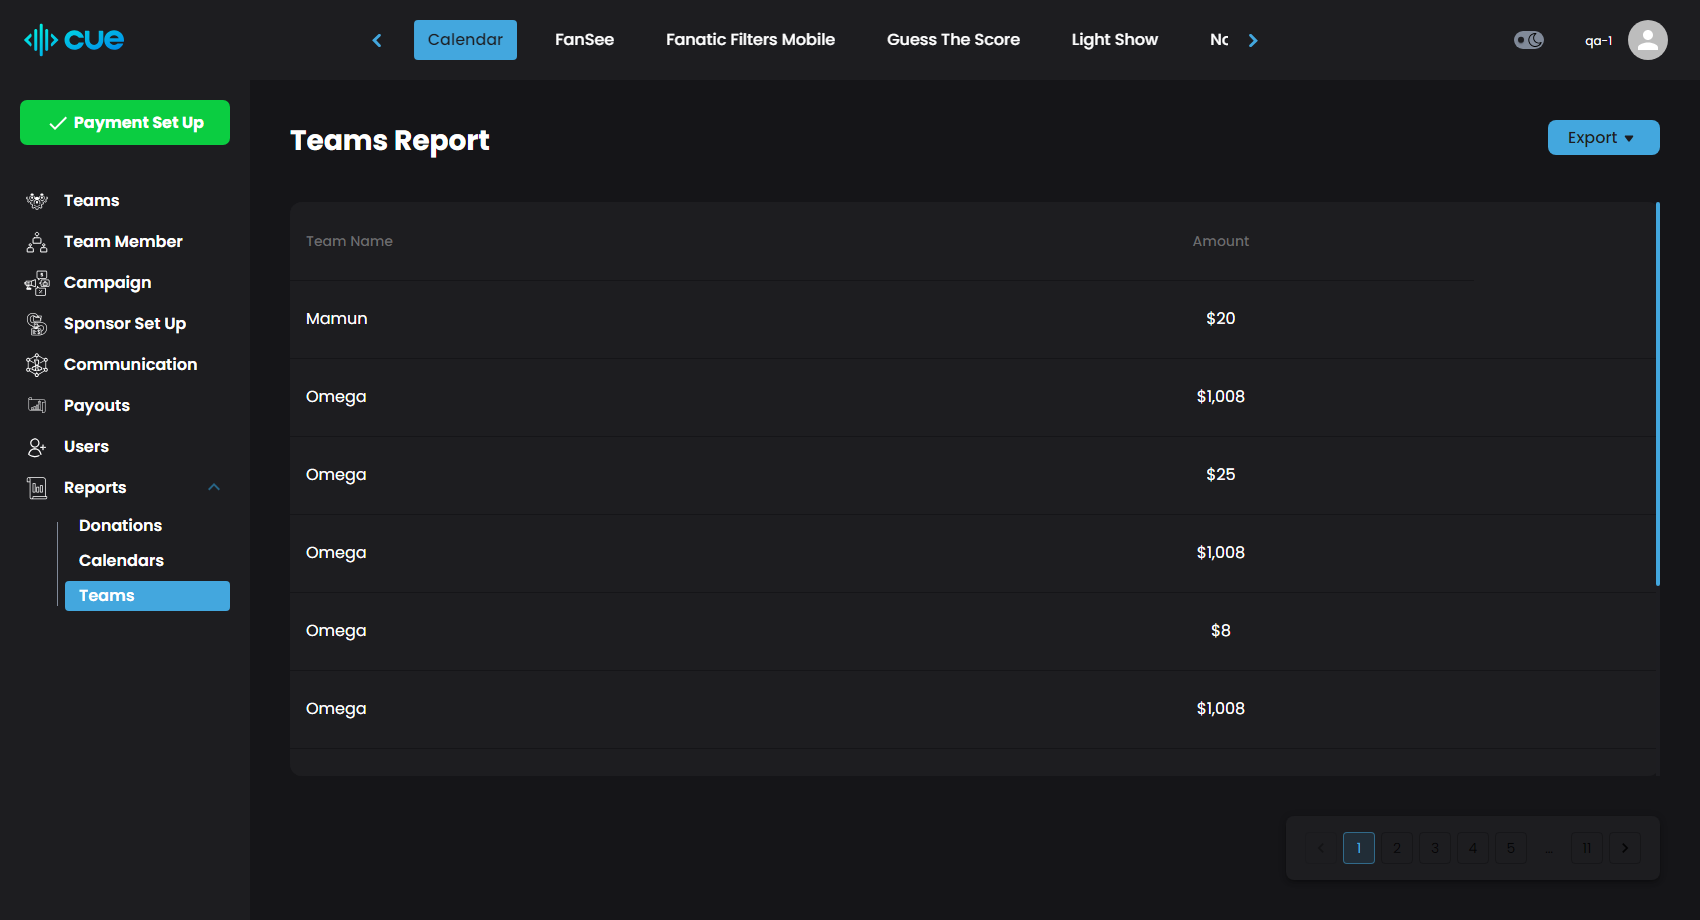 cue
Calendar
FanSee
Fanatic Filters Mobile
Guess The Score
Light Show
qa-1
Payment Set Up
Teams
Team Member
Campaign
Sponsor Set Up
Communication
Payouts
Users
Reports
Donations
Calendars
Teams
Teams Report
Export
Team Name Amount
Mamun $20
Omega $1,008
Omega $25
Omega $1,008
Omega $8
Omega $1,008
1 2 3 4 5 ... 11